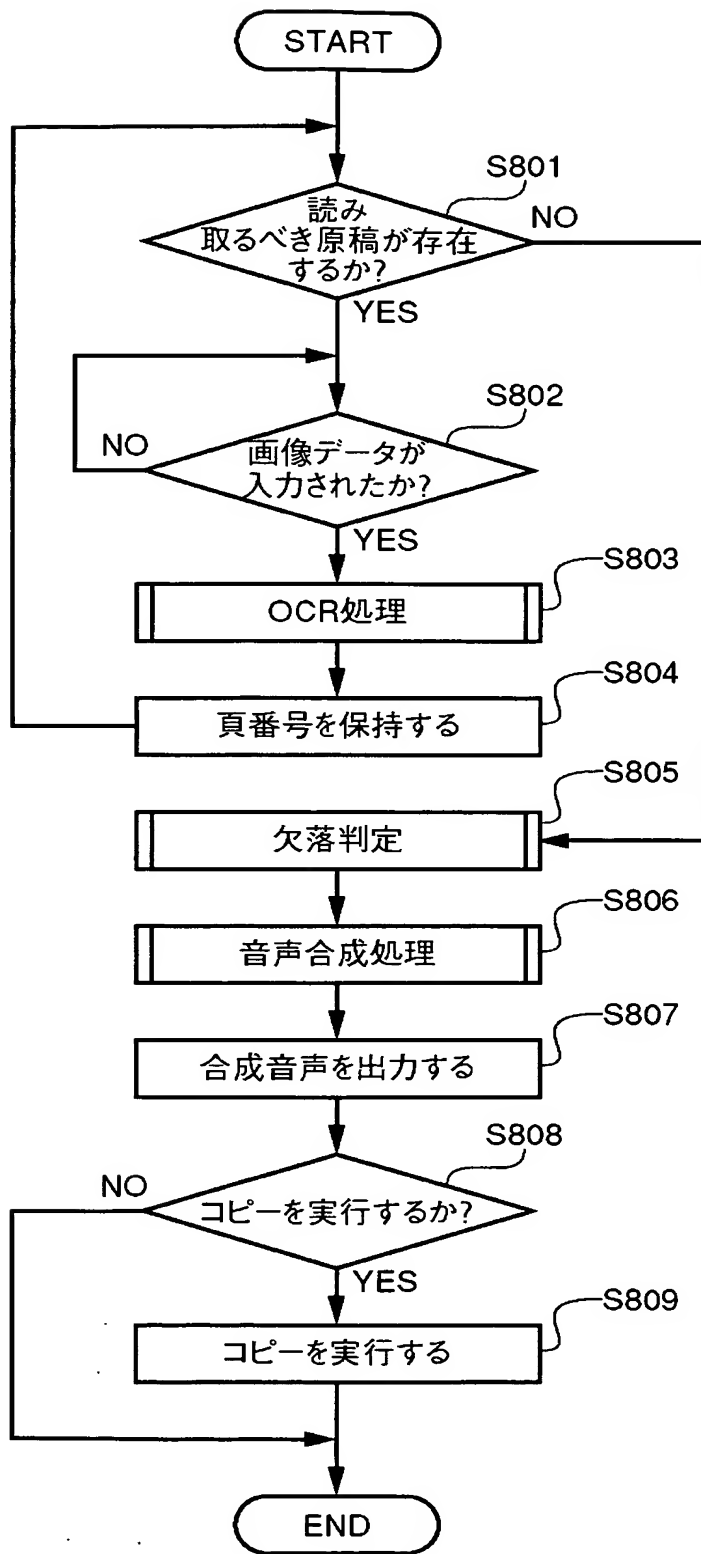 START
S801
読み
取るべき原稿が存在
するか?
NO
YES
S802
NO
画像データが
入力されたか?
YES
S803
OCR処理
S804
頁番号を保持する
S805
欠落判定
S806
音声合成処理
S807
合成音声を出力する
S808
NO
コピーを実行するか?
YES
S809
コピーを実行する
END